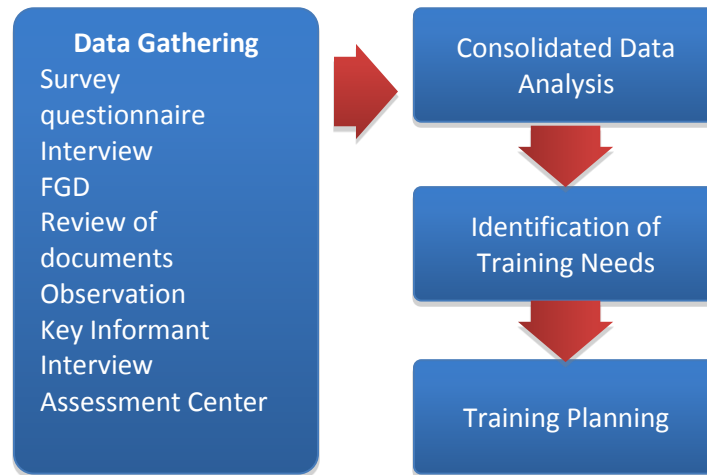 Data Gathering
Survey
questionnaire
Interview
FGD
Review of
documents
Observation
Key Informant
Interview
Assessment Center
Consolidated Data
Analysis
Identification of
Training Needs
Training Planning